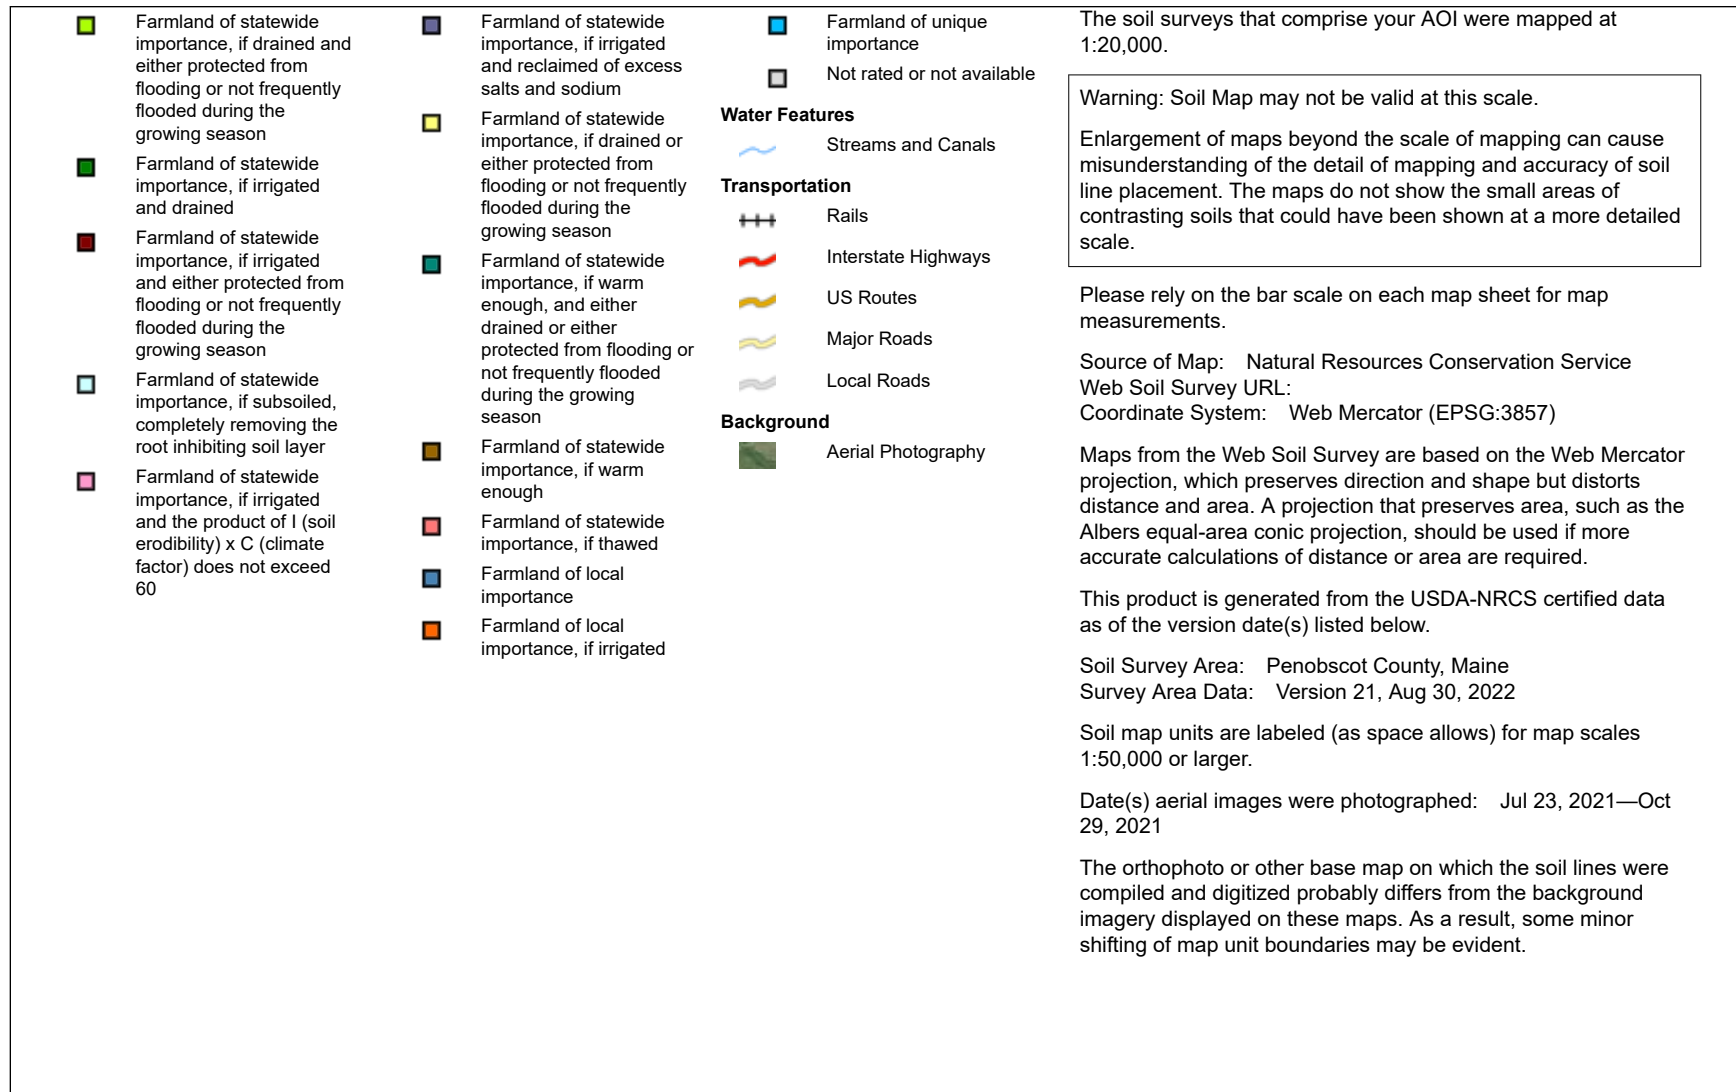 Farmland of statewide
importance, if drained and
either protected from
flooding or not frequently
flooded during the
growing season
Farmland of statewide
importance, if irrigated
and drained
Farmland of statewide
importance, if irrigated
and either protected from
flooding or not frequently
flooded during the
growing season
Farmland of statewide
importance, if subsoiled,
completely removing the
root inhibiting soil layer
Farmland of statewide
importance, if irrigated
and the product of I (soil
erodibility) x C (climate
factor) does not exceed
60
Farmland of statewide
importance, if irrigated
and reclaimed of excess
salts and sodium
Farmland of statewide
importance, if drained or
either protected from
flooding or not frequently
flooded during the
growing season
Farmland of statewide
importance, if warm
enough, and either
drained or either
protected from flooding or
not frequently flooded
during the growing
season
Farmland of statewide
importance, if warm
enough
Farmland of statewide
importance, if thawed
Farmland of local
importance
Farmland of local
importance, if irrigated
Farmland of unique
importance
Not rated or not available
Water Features
Streams and Canals
Transportation
Rails
Interstate Highways
US Routes
Major Roads
Local Roads
Background
Aerial Photography
The soil surveys that comprise your AOI were mapped at
1:20,000.
Warning: Soil Map may not be valid at this scale.
Enlargement of maps beyond the scale of mapping can cause
misunderstanding of the detail of mapping and accuracy of soil
line placement. The maps do not show the small areas of
contrasting soils that could have been shown at a more detailed
scale.
Please rely on the bar scale on each map sheet for map
measurements.
Source of Map: Natural Resources Conservation Service
Web Soil Survey URL:
Coordinate System: Web Mercator (EPSG:3857)
Maps from the Web Soil Survey are based on the Web Mercator
projection, which preserves direction and shape but distorts
distance and area. A projection that preserves area, such as the
Albers equal-area conic projection, should be used if more
accurate calculations of distance or area are required.
This product is generated from the USDA-NRCS certified data
as of the version date(s) listed below.
Soil Survey Area: Penobscot County, Maine
Survey Area Data: Version 21, Aug 30, 2022
Soil map units are labeled (as space allows) for map scales
1:50,000 or larger.
Date(s) aerial images were photographed: Jul 23, 2021—Oct
29, 2021
The orthophoto or other base map on which the soil lines were
compiled and digitized probably differs from the background
imagery displayed on these maps. As a result, some minor
shifting of map unit boundaries may be evident.